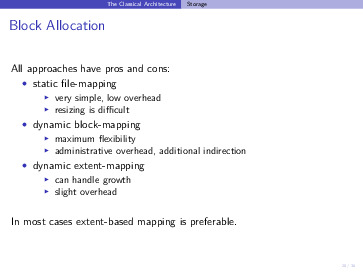 The Classical Architecture Storage
Block Allocation
All approaches have pros and cons:
• static file-mapping
▶ very simple, low overhead
▶ resizing is difficult
• dynamic block-mapping
▶ maximum flexibility
▶ administrative overhead, additional indirection
• dynamic extent-mapping
▶ can handle growth
▶ slight overhead
In most cases extent-based mapping is preferable.